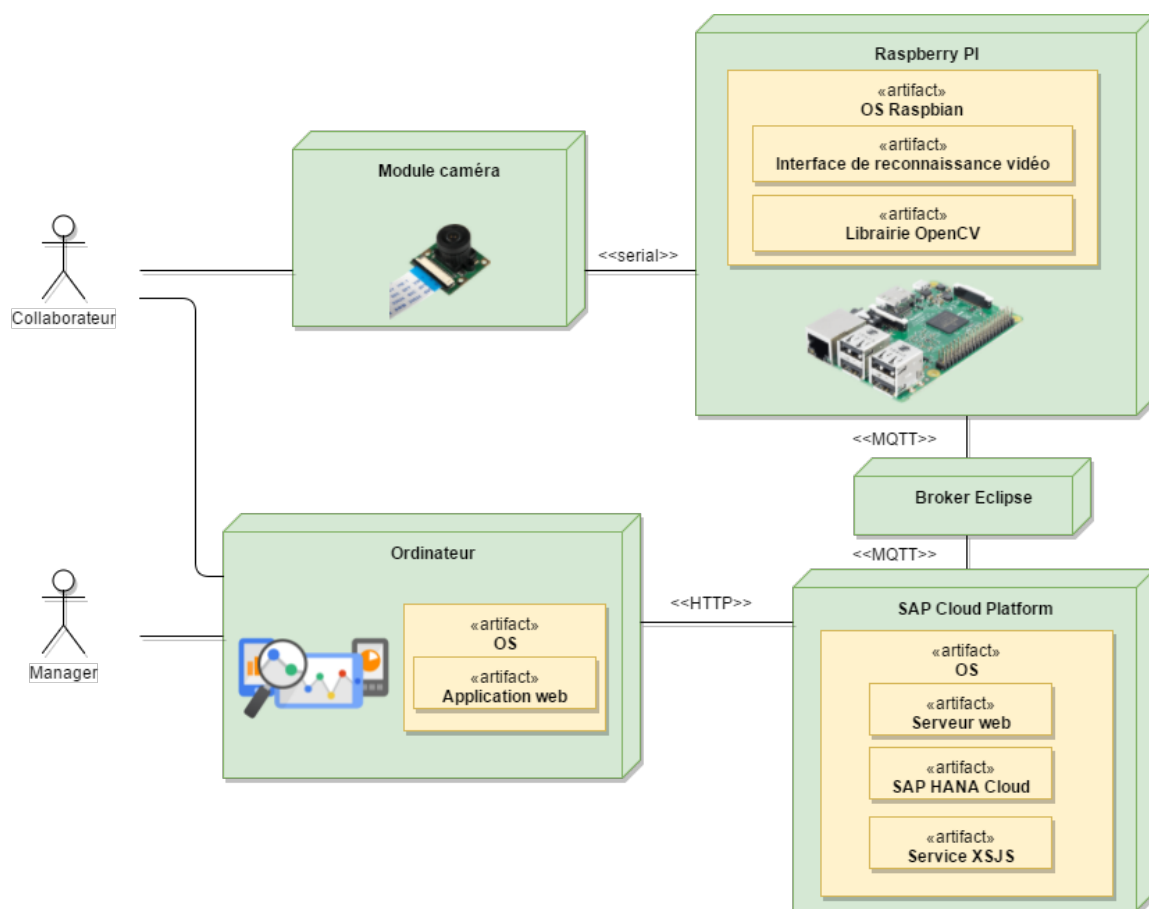 Raspberry PI
«artifact»
OS Raspbian
«artifact»
Interface de reconnaissance vidéo
«artifact»
Librairie OpenCV
Module caméra
<<serial>>
Collaborateur
<<MQTT>>
Broker Eclipse
<<MQTT>>
Ordinateur
«artifact»
OS
«artifact»
Application web
<<HTTP>>
Manager
SAP Cloud Platform
«artifact»
OS
«artifact»
Serveur web
«artifact»
SAP HANA Cloud
«artifact»
Service XSJS